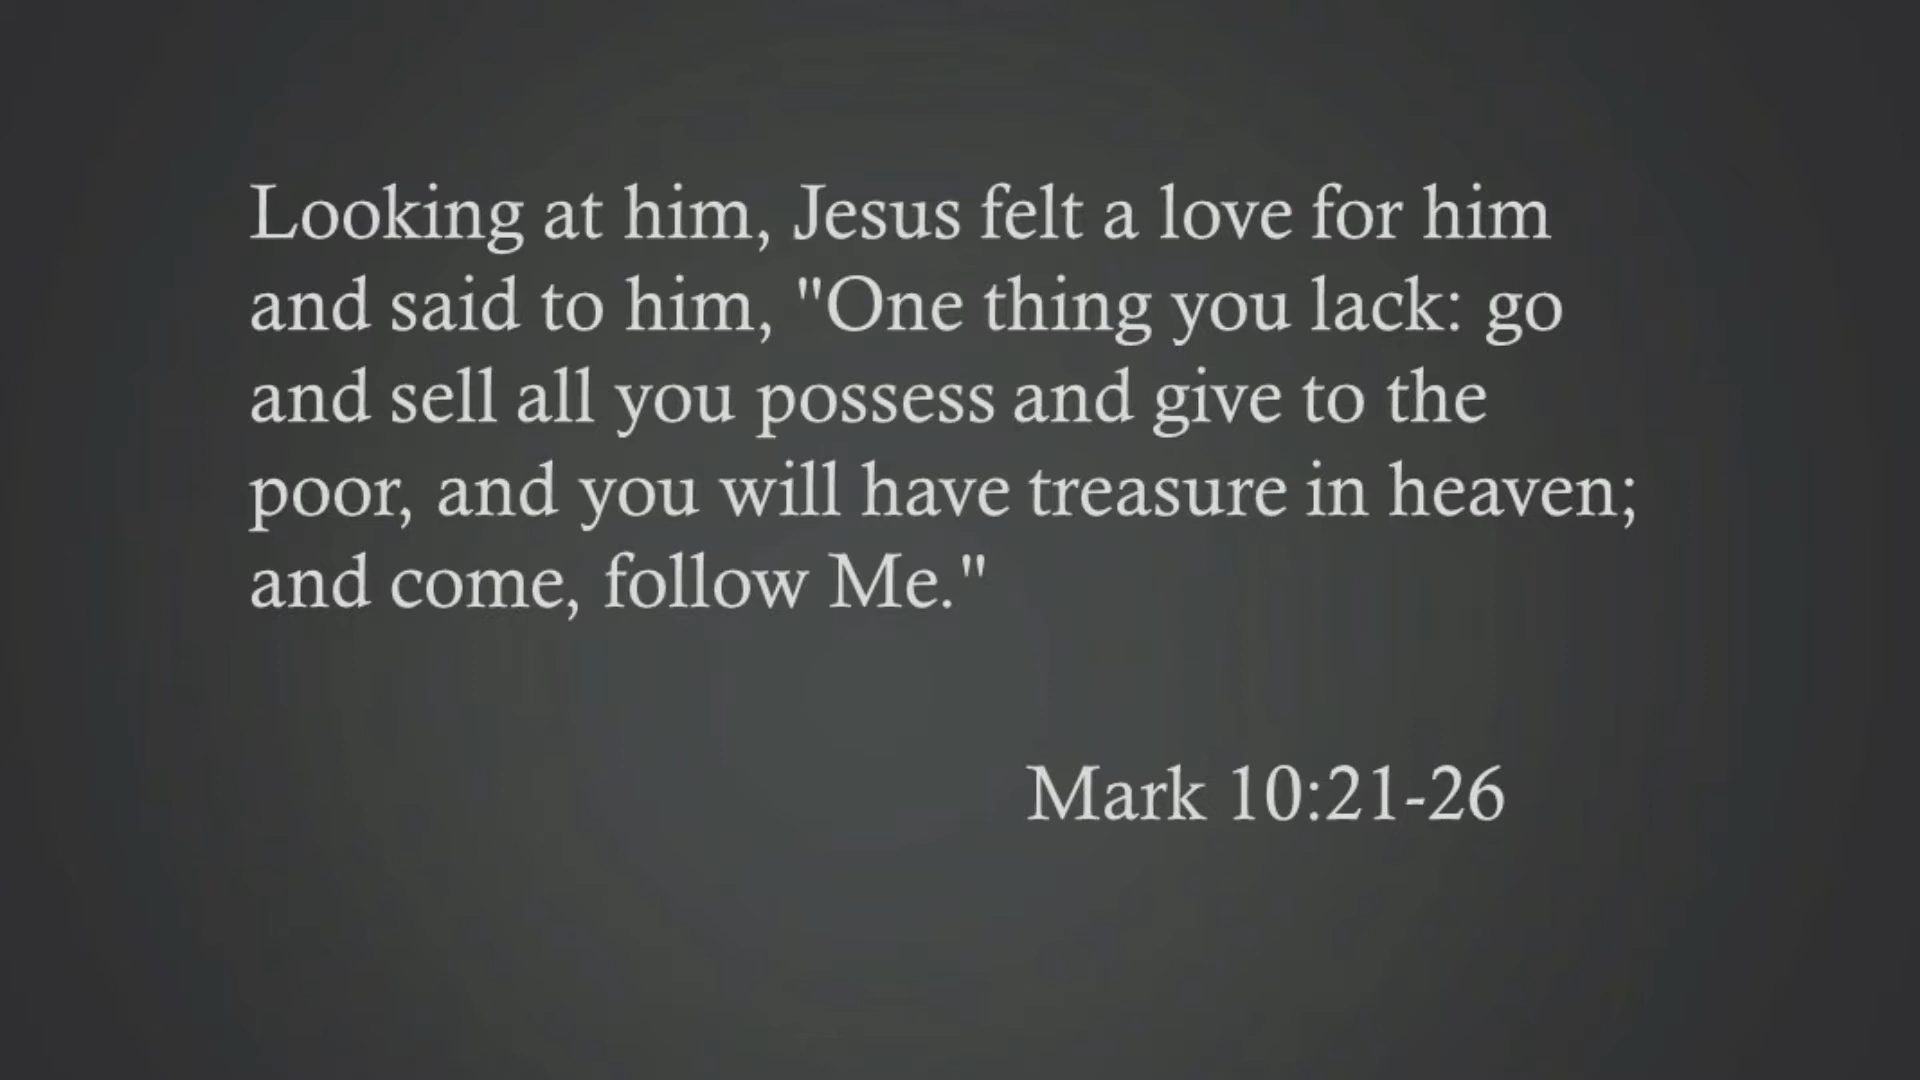 Looking at him, Jesus felt a love for him
and said to him, "One thing you lack: go
and sell all you possess and give to the
poor, and you will have treasure in heaven;
and come, follow Me."
Mark 10:21-26